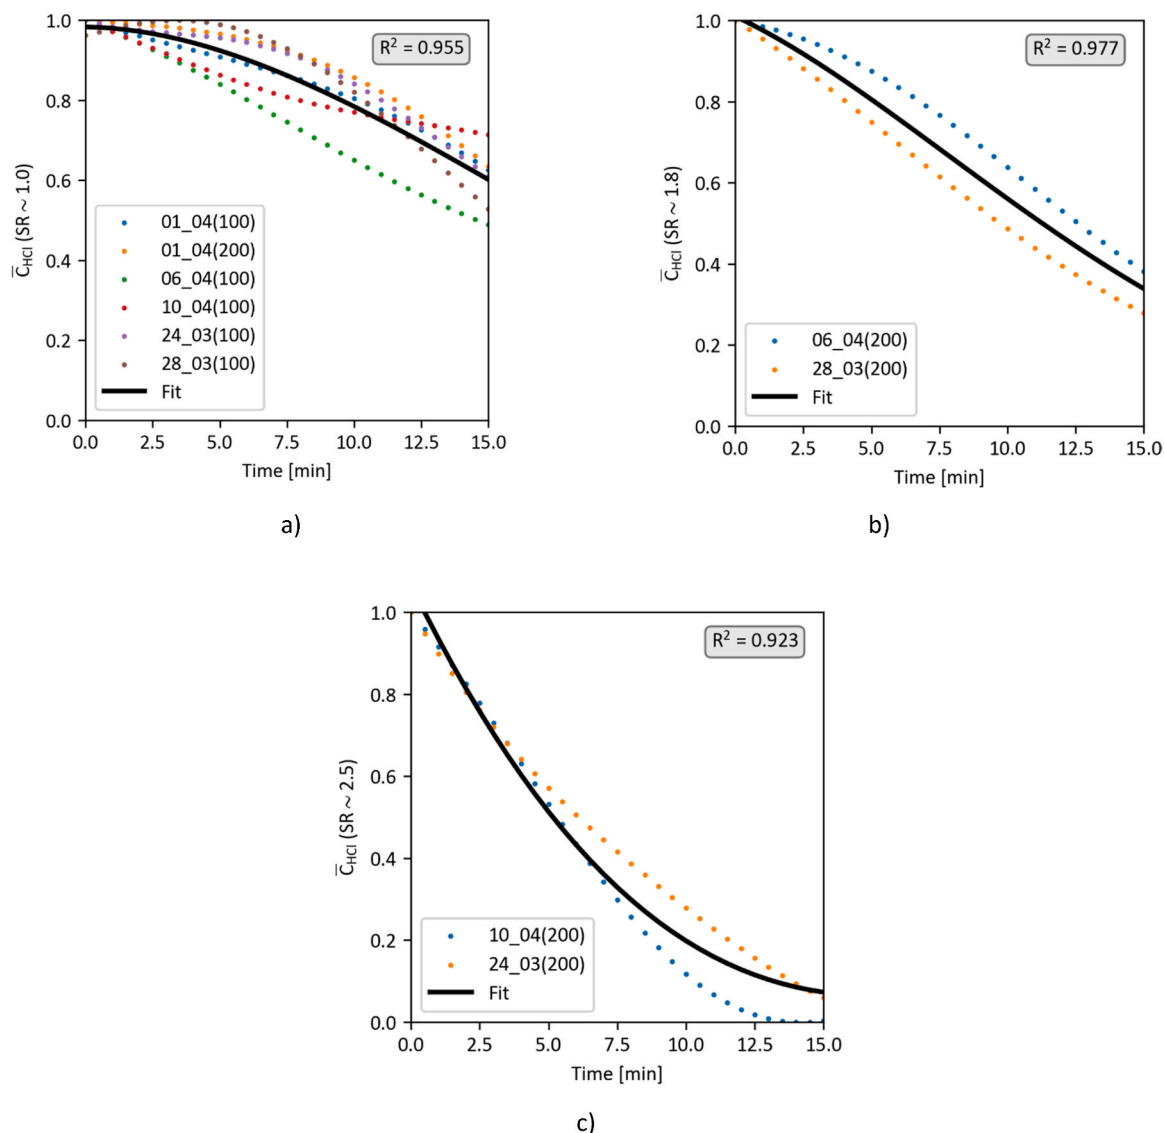 1.0
0.8
0.6
0.4
0.2
0.0
C̅HCl (SR ~ 1.0)
R² = 0.955
01_04(100)
01_04(200)
06_04(100)
10_04(100)
24_03(100)
28_03(100)
Fit
0.0 2.5 5.0 7.5 10.0 12.5 15.0
Time [min]
a)
1.0
0.8
0.6
0.4
0.2
0.0
C̅HCl (SR ~ 1.8)
R² = 0.977
06_04(200)
28_03(200)
Fit
0.0 2.5 5.0 7.5 10.0 12.5 15.0
Time [min]
b)
1.0
0.8
0.6
0.4
0.2
0.0
C̅HCl (SR ~ 2.5)
R² = 0.923
10_04(200)
24_03(200)
Fit
0.0 2.5 5.0 7.5 10.0 12.5 15.0
Time [min]
c)